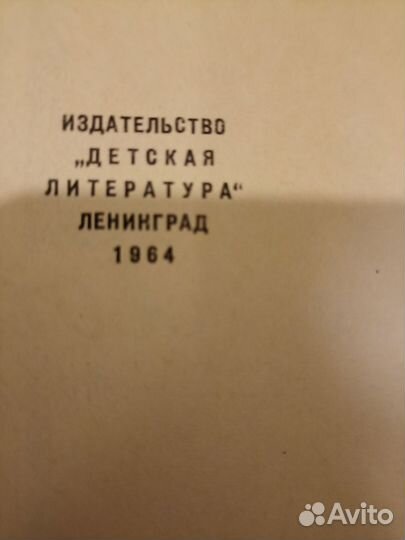 ИЗДАТЕЛЬСТВО
„ДЕТСКАЯ
ЛИТЕРАТУРА“
ЛЕНИНГРАД
1964
Avito